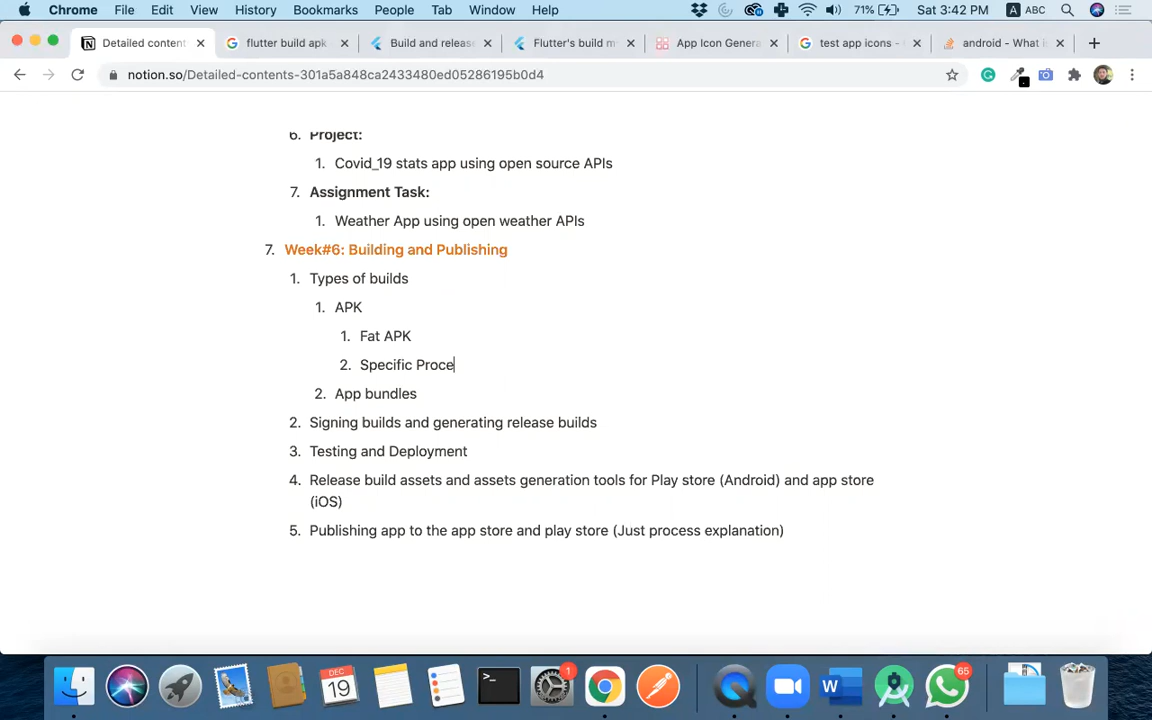 Chrome File Edit View History Bookmarks People Tab Window Help 71% Sat 3:42 PM A ABC
Detailed content flutter build apk Build and release Flutter's build m App Icon Genera test app icons - android - What i
notion.so/Detailed-contents-301a5a848ca2433480ed05286195b0d4
6. Project:
1. Covid_19 stats app using open source APIs
7. Assignment Task:
1. Weather App using open weather APIs
7. Week#6: Building and Publishing
1. Types of builds
1. APK
1. Fat APK
2. Specific Proce
2. App bundles
2. Signing builds and generating release builds
3. Testing and Deployment
4. Release build assets and assets generation tools for Play store (Android) and app store
(iOS)
5. Publishing app to the app store and play store (Just process explanation)
DEC
19
1
65
W